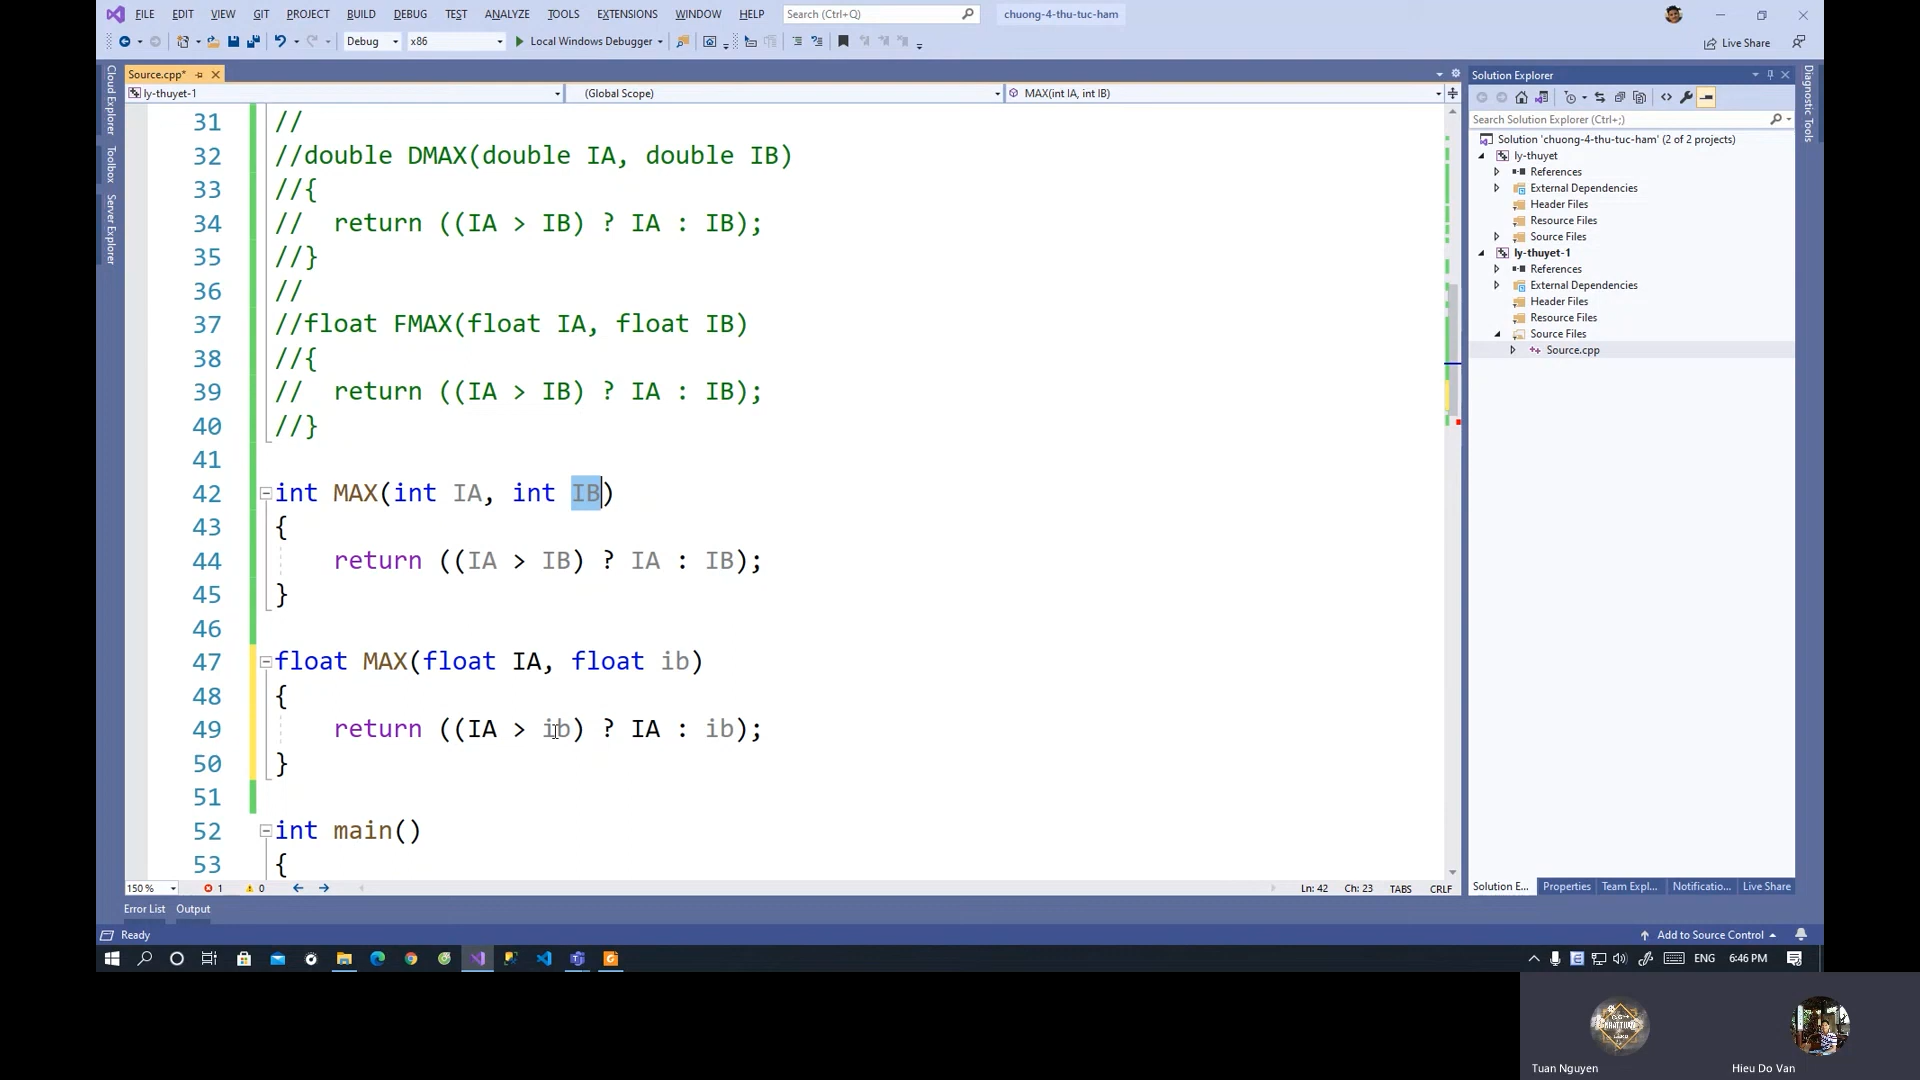 FILE EDIT VIEW GIT PROJECT BUILD DEBUG TEST ANALYZE TOOLS EXTENSIONS WINDOW HELP Search (Ctrl+Q) chuong-4-thu-tuc-ham
Debug x86 Local Windows Debugger Live Share
Cloud Explorer
Toolbox
Server Explorer
Source.cpp*
ly-thuyet-1 (Global Scope) MAX(int IA, int IB)
31 //
32 //double DMAX(double IA, double IB)
33 //{
34 // return ((IA > IB) ? IA : IB);
35 //}
36 //
37 //float FMAX(float IA, float IB)
38 //{
39 // return ((IA > IB) ? IA : IB);
40 //}
41
42 int MAX(int IA, int IB)
43 {
44 return ((IA > IB) ? IA : IB);
45 }
46
47 float MAX(float IA, float ib)
48 {
49 return ((IA > ib) ? IA : ib);
50 }
51
52 int main()
53 {
150 % 1 0 Ln: 42 Ch: 23 TABS CRLF
Solution Explorer
Search Solution Explorer (Ctrl+;)
Solution 'chuong-4-thu-tuc-ham' (2 of 2 projects)
ly-thuyet
References
External Dependencies
Header Files
Resource Files
Source Files
ly-thuyet-1
References
External Dependencies
Header Files
Resource Files
Source Files
Source.cpp
Solution E... Properties Team Expl... Notificatio... Live Share
Diagnostic Tools
Error List Output
Ready Add to Source Control
ENG 6:46 PM
Tuan Nguyen Hieu Do Van